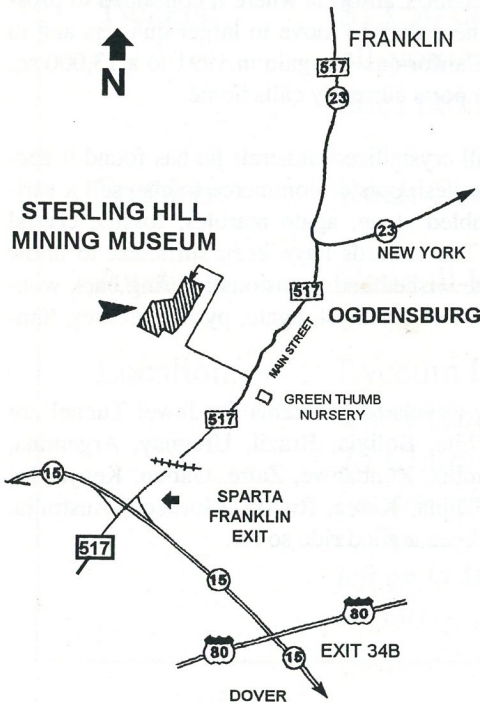 FRANKLIN
517
23
N
STERLING HILL
MINING MUSEUM
23
NEW YORK
517
OGDENSBURG
MAIN STREET
GREEN THUMB
NURSERY
517
15
SPARTA
FRANKLIN
EXIT
517
15
80
80
EXIT 34B
15
DOVER